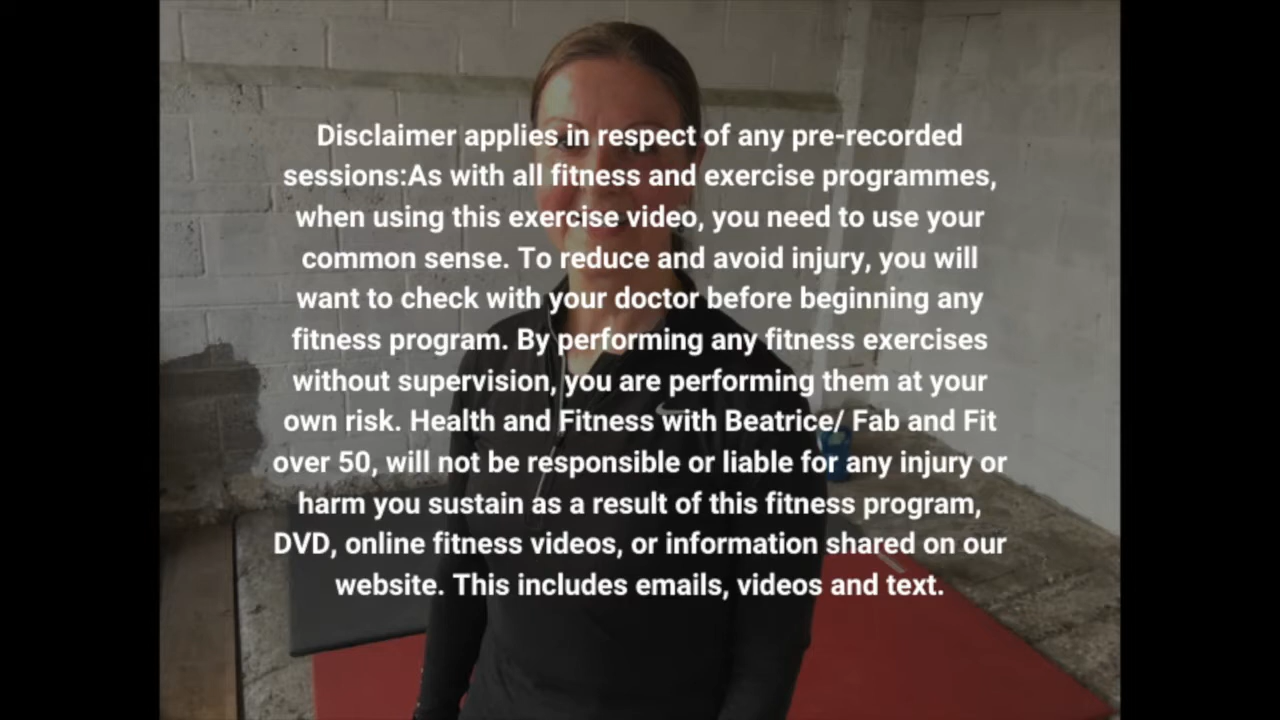 Disclaimer applies in respect of any pre-recorded
sessions:As with all fitness and exercise programmes,
when using this exercise video, you need to use your
common sense. To reduce and avoid injury, you will
want to check with your doctor before beginning any
fitness program. By performing any fitness exercises
without supervision, you are performing them at your
own risk. Health and Fitness with Beatrice/ Fab and Fit
over 50, will not be responsible or liable for any injury or
harm you sustain as a result of this fitness program,
DVD, online fitness videos, or information shared on our
website. This includes emails, videos and text.